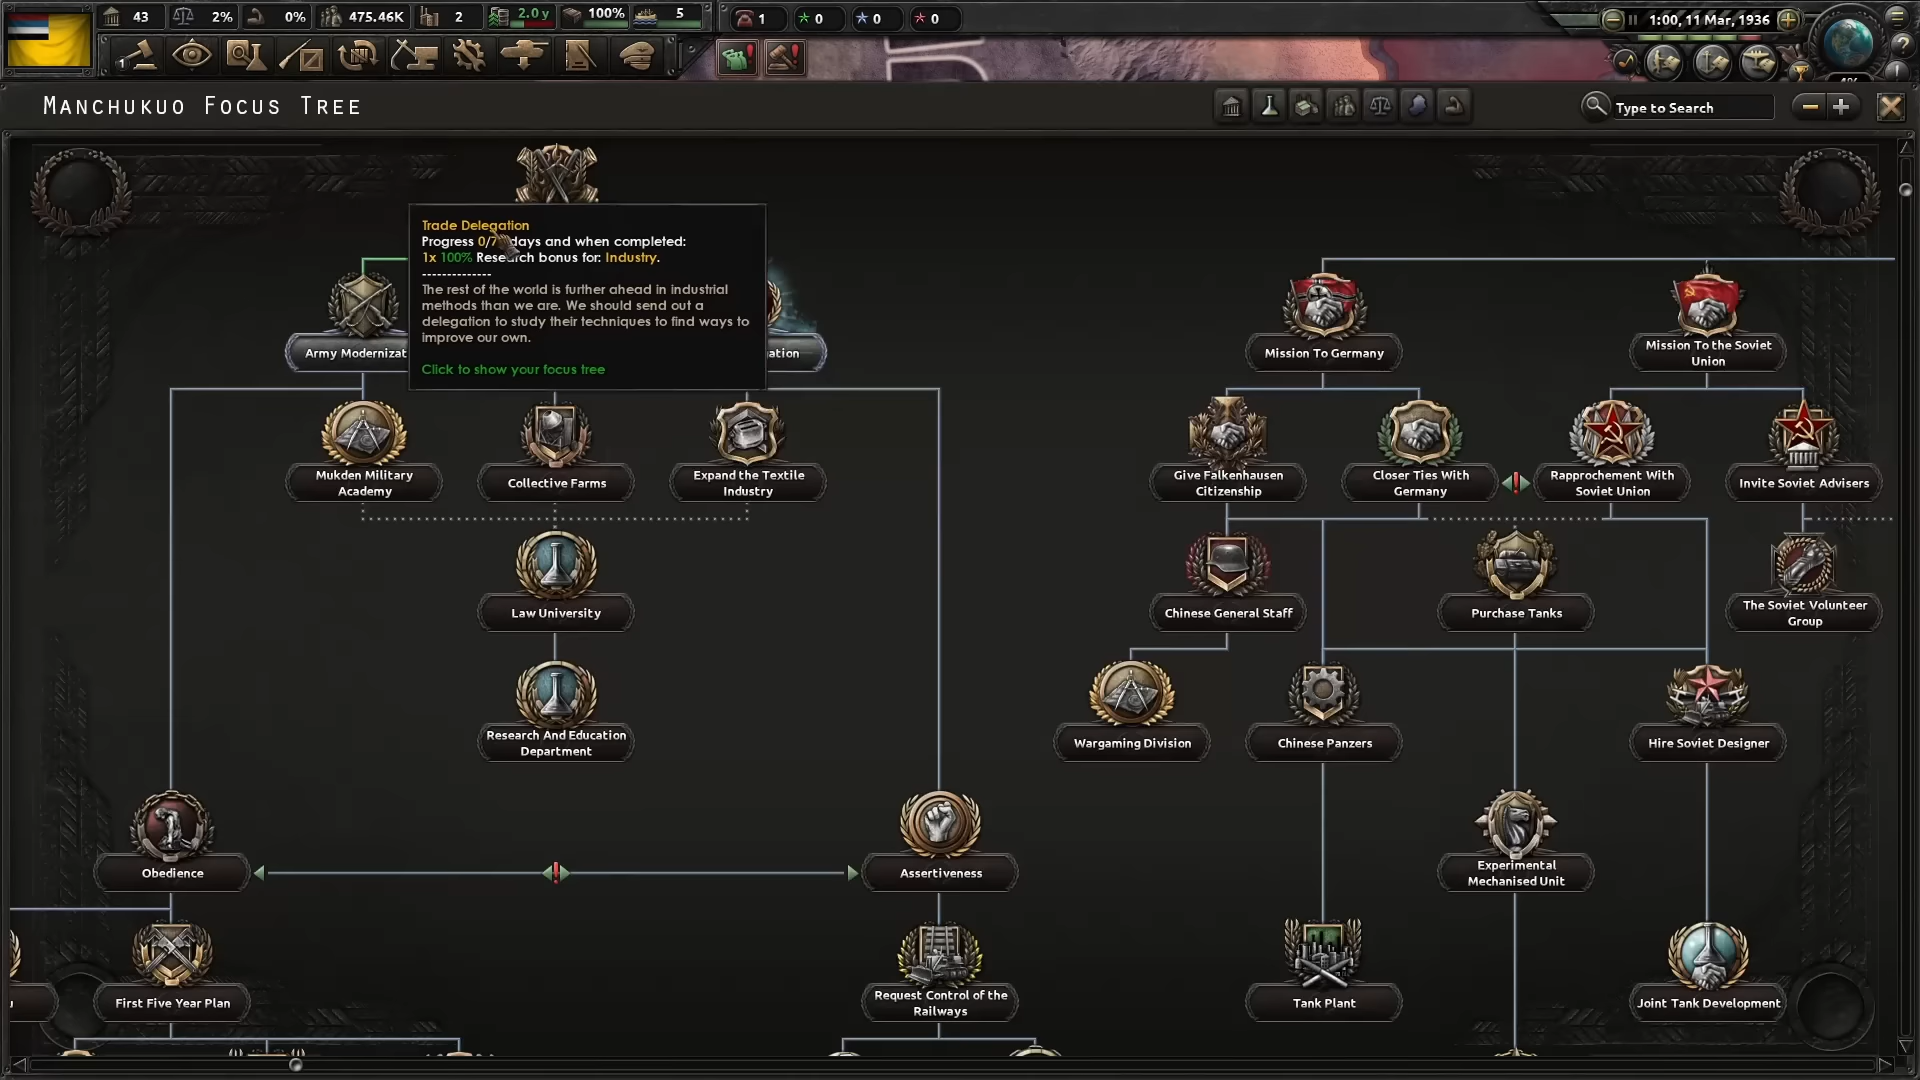 43
2%
0%
475.46K
2
2.0 y
100%
5
1
0
0
0
1:00, 11 Mar, 1936
1
MANCHUKUO FOCUS TREE
Type to Search
Trade Delegation
Progress 0/7 days and when completed:
1x 100% Research bonus for: Industry.
--------------
The rest of the world is further ahead in industrial
methods than we are. We should send out a
delegation to study their techniques to find ways to
improve our own.
Click to show your focus tree
Army Modernizat
ation
Mission To Germany
Mission To the Soviet
Union
Mukden Military
Academy
Collective Farms
Expand the Textile
Industry
Give Falkenhausen
Citizenship
Closer Ties With
Germany
Rapprochement With
Soviet Union
Invite Soviet Advisers
Law University
Chinese General Staff
Purchase Tanks
The Soviet Volunteer
Group
Research And Education
Department
Wargaming Division
Chinese Panzers
Hire Soviet Designer
Obedience
Assertiveness
Experimental
Mechanised Unit
First Five Year Plan
Request Control of the
Railways
Tank Plant
Joint Tank Development